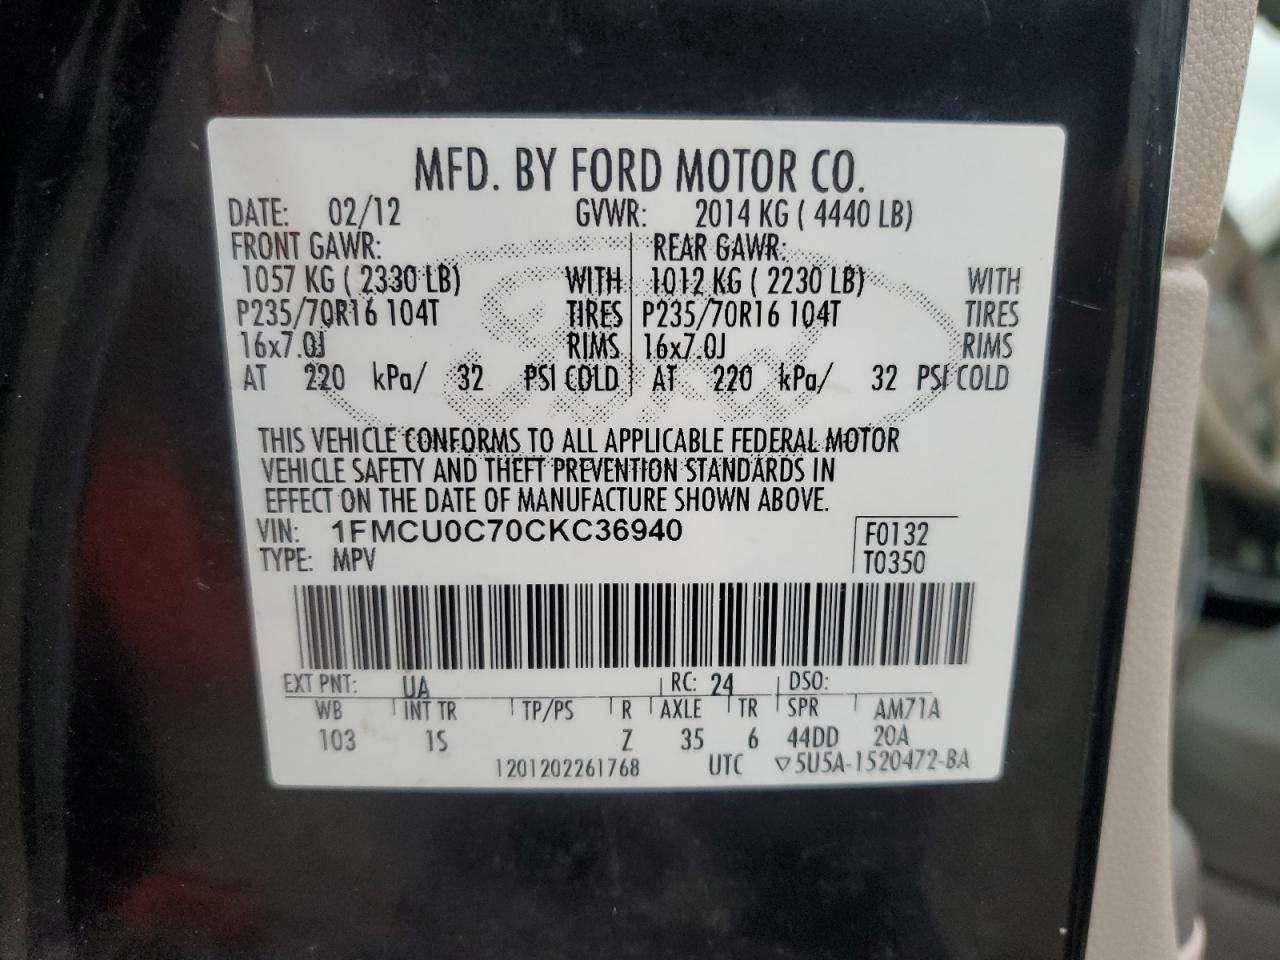 MFD. BY FORD MOTOR CO.
DATE: 02/12 GVWR: 2014 KG ( 4440 LB)
FRONT GAWR: REAR GAWR:
1057 KG ( 2330 LB) WITH 1012 KG ( 2230 LB) WITH
P235/70R16 104T TIRES P235/70R16 104T TIRES
16x7.0J RIMS 16x7.0J RIMS
AT 220 kPa/ 32 PSI COLD AT 220 kPa/ 32 PSI COLD
Ford
THIS VEHICLE CONFORMS TO ALL APPLICABLE FEDERAL MOTOR
VEHICLE SAFETY AND THEFT PREVENTION STANDARDS IN
EFFECT ON THE DATE OF MANUFACTURE SHOWN ABOVE.
VIN: 1FMCU0C70CKC36940 F0132
TYPE: MPV T0350
EXT PNT: UA RC: 24 DSO:
WB INT TR TP/PS R AXLE TR SPR AM71A
103 1S Z 35 6 44DD 20A
1201202261768 UTC ▽5U5A-1520472-BA